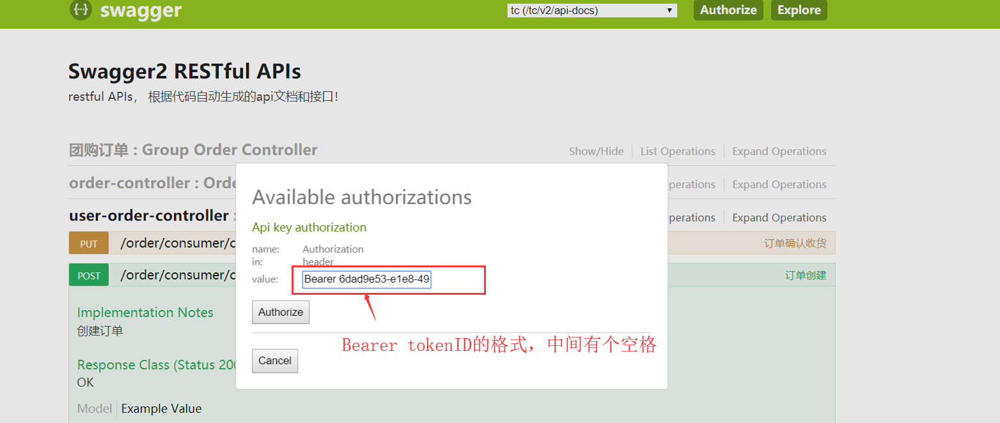 {···} swagger
tc (/tc/v2/api-docs)
Authorize
Explore
Swagger2 RESTful APIs
restful APIs， 根据代码自动生成的api文档和接口！
团购订单 : Group Order Controller
Show/Hide
List Operations
Expand Operations
order-controller : Orde
perations
Expand Operations
user-order-controller :
perations
Expand Operations
PUT
/order/consumer/c
订单确认收货
POST
/order/consumer/c
订单创建
Implementation Notes
创建订单
Response Class (Status 200
OK
Model
Example Value
Available authorizations
Api key authorization
name:
Authorization
in:
header
value:
Bearer 6dad9e53-e1e8-49
Authorize
Bearer tokenID的格式，中间有个空格
Cancel